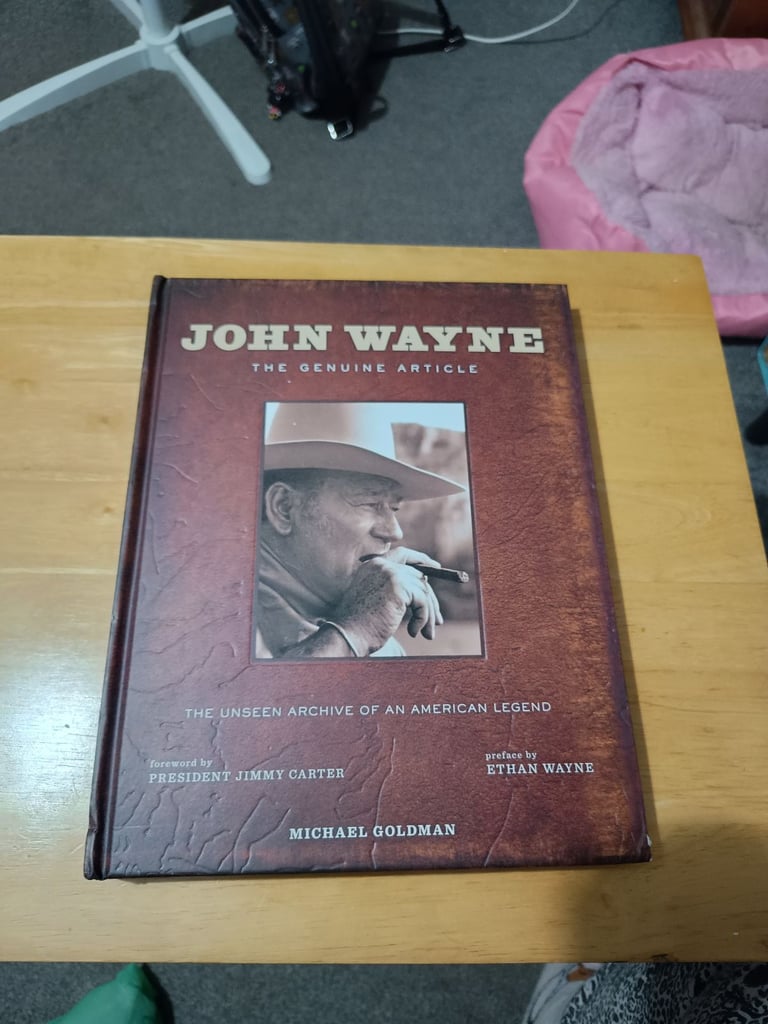 JOHN WAYNE
THE GENUINE ARTICLE
THE UNSEEN ARCHIVE OF AN AMERICAN LEGEND
foreword by
PRESIDENT JIMMY CARTER
preface by
ETHAN WAYNE
MICHAEL GOLDMAN